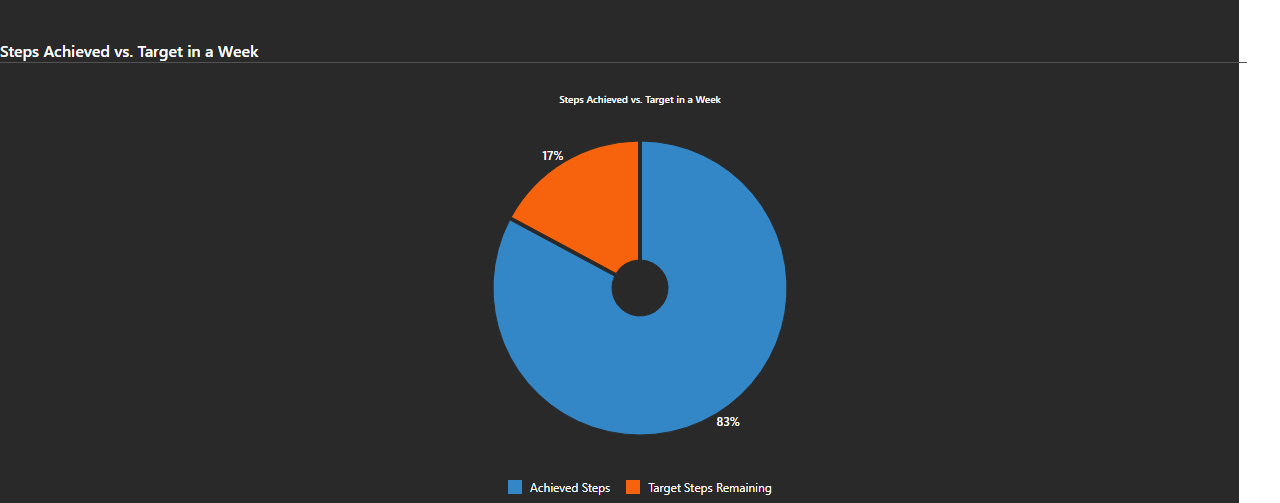 Steps Achieved vs. Target in a Week
Steps Achieved vs. Target in a Week
17%
83%
Achieved Steps Target Steps Remaining